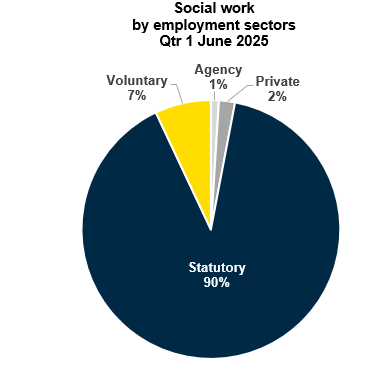 Social work
by employment sectors
Qtr 1 June 2025
Agency
1%
Voluntary
7%
Private
2%
Statutory
90%